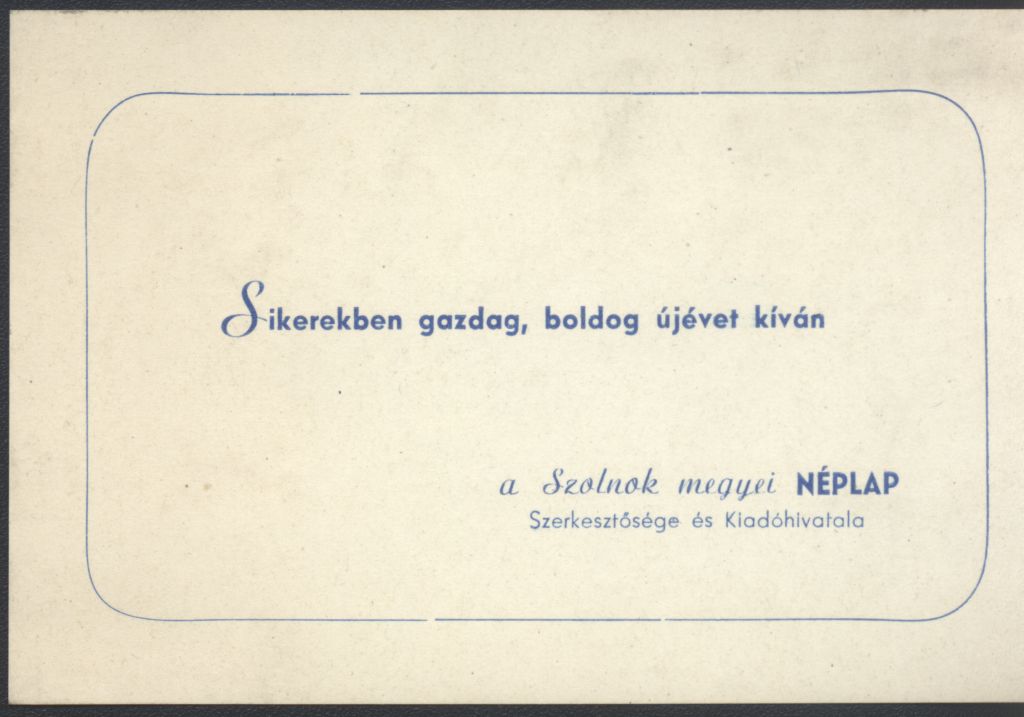 Sikerekben gazdag, boldog újévet kíván
a Szolnok megyei NÉPLAP
Szerkesztősége és Kiadóhivatala